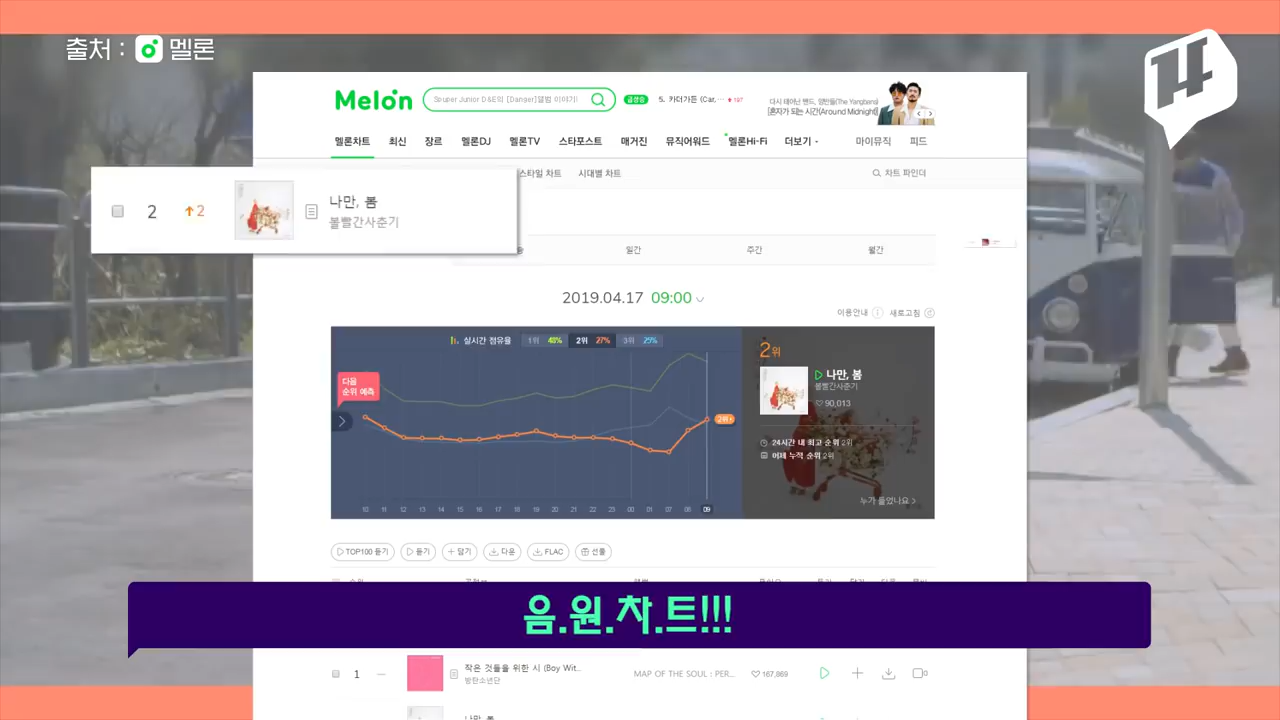 출처 : 멜론
Melon
Super Junior D&E의 [Danger]앨범 이야기!
급상승
5. 카더가든 (Car, ··· 197
다시 태어난 밴드, 양반들(The Yangbans)
[혼자가 되는 시간(Around Midnight)]
멜론차트 최신 장르 멜론DJ 멜론TV 스타포스트 매거진 뮤직어워드 멜론Hi-Fi 더보기 마이뮤직 피드
스타일 차트 시대별 차트 차트 파인더
2 2 나만, 봄
볼빨간사춘기
일간 주간 월간
2019.04.17 09:00
이용안내 새로고침
실시간 점유율 1위 48% 2위 27% 3위 25%
2위
나만, 봄
볼빨간사춘기
90,013
다음
순위 예측
2위
24시간 내 최고 순위 2위
어제 누적 순위 2위
누가 들었나요 >
10 11 12 13 14 15 16 17 18 19 20 21 22 23 00 01 07 08 09
TOP100 듣기 듣기 담기 다운 FLAC 선물
음.원.차.트!!!
1 작은 것들을 위한 시 (Boy Wit..
방탄소년단
MAP OF THE SOUL : PER... 167,869 0
나만, 봄